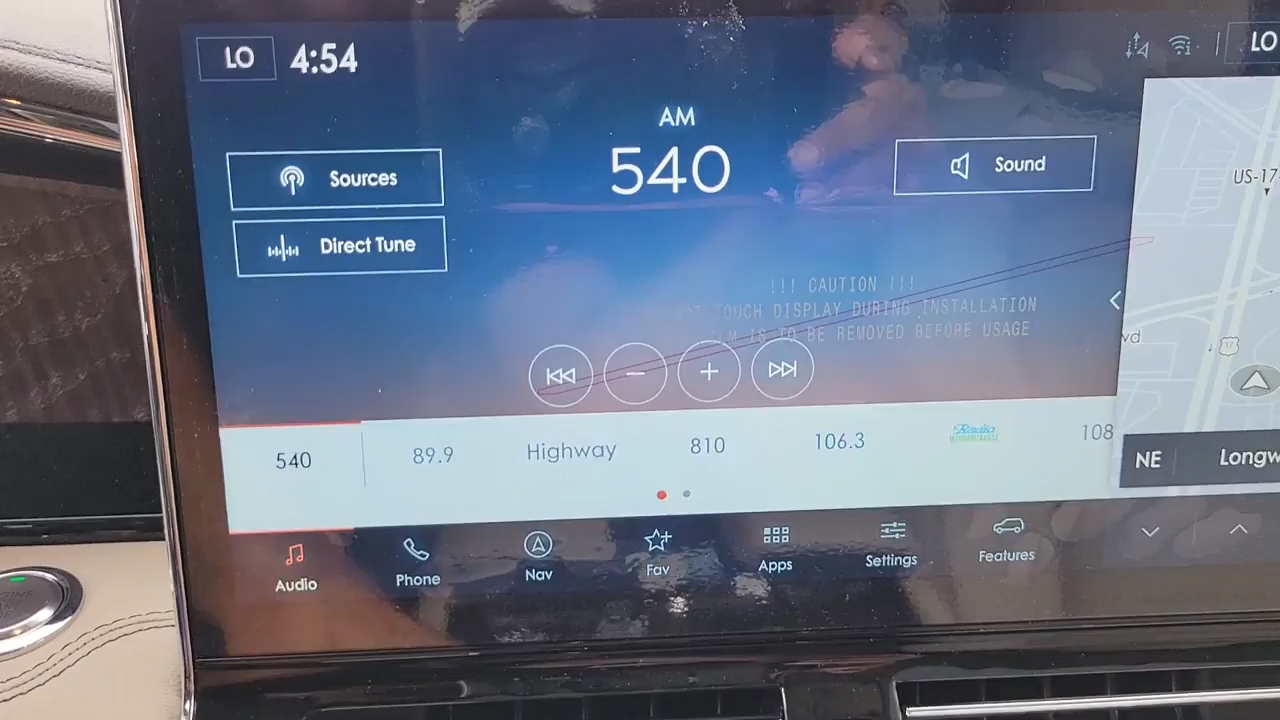 LO 4:54
LO
AM
540
Sources
Sound
Direct Tune
US-17
!!! CAUTION !!!
TOUCH DISPLAY DURING INSTALLATION
IS TO BE REMOVED BEFORE USAGE
vd
17
540 89.9 Highway 810 106.3 Radio 108
NE Longw
Audio Phone Nav Fav Apps Settings Features